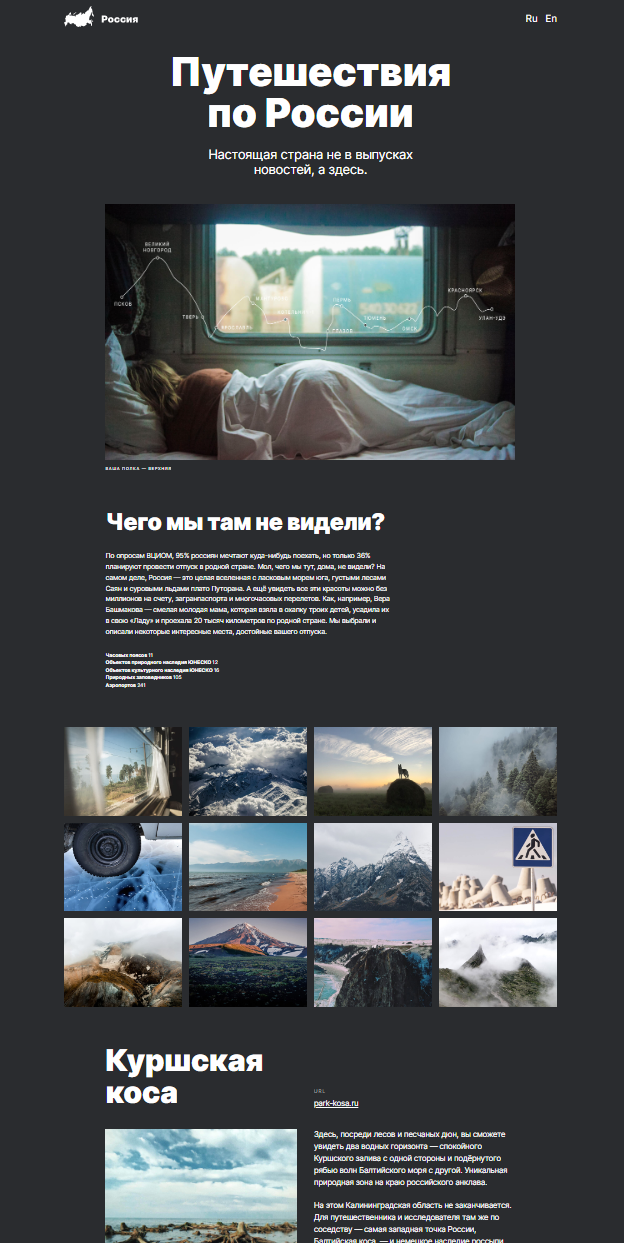 Россия
Ru En
Путешествия
по России
Настоящая страна не в выпусках
новостей, а здесь.
ВЕЛИКИЙ
НОВГОРОД
ПСКОВ
ТВЕРЬ
ЯРОСЛАВЛЬ
ПЕРМЬ
ГЛАЗОВ
ТЮМЕНЬ
ОМСК
КРАСНОЯРСК
УЛАН-УДЭ
ВАША ПОЛКА — ВЕРХНЯЯ
Чего мы там не видели?
По опросам ВЦИОМ, 95% россиян мечтают куда-нибудь поехать, но только 36%
планируют провести отпуск в родной стране. Мол, чего мы тут, дома, не видели? На
самом деле, Россия — это целая вселенная с ласковым морем юга, густыми лесами
Саян и суровыми льдами плато Путорана. А ещё увидеть все эти красоты можно без
миллионов на счету, загранпаспорта и многочасовых перелетов. Как, например, Вера
Башмакова — смелая молодая мама, которая взяла в охапку троих детей, усадила их
в свою «Ладу» и проехала 20 тысяч километров по родной стране. Мы выбрали и
описали некоторые интересные места, достойные вашего отпуска.
Часовых поясов 11
Объектов природного наследия ЮНЕСКО 12
Объектов культурного наследия ЮНЕСКО 16
Природных заповедников 105
Аэропортов 241
Куршская
коса
URL
park-kosa.ru
Здесь, посреди лесов и песчаных дюн, вы сможете
увидеть два водных горизонта — спокойного
Куршского залива с одной стороны и подёрнутого
рябью волн Балтийского моря с другой. Уникальная
природная зона на краю российского анклава.
На этом Калининградская область не заканчивается.
Для путешественника и исследователя там же по
соседству — самая западная точка России,
Балтийская коса, — и немецкое наследие россыпи